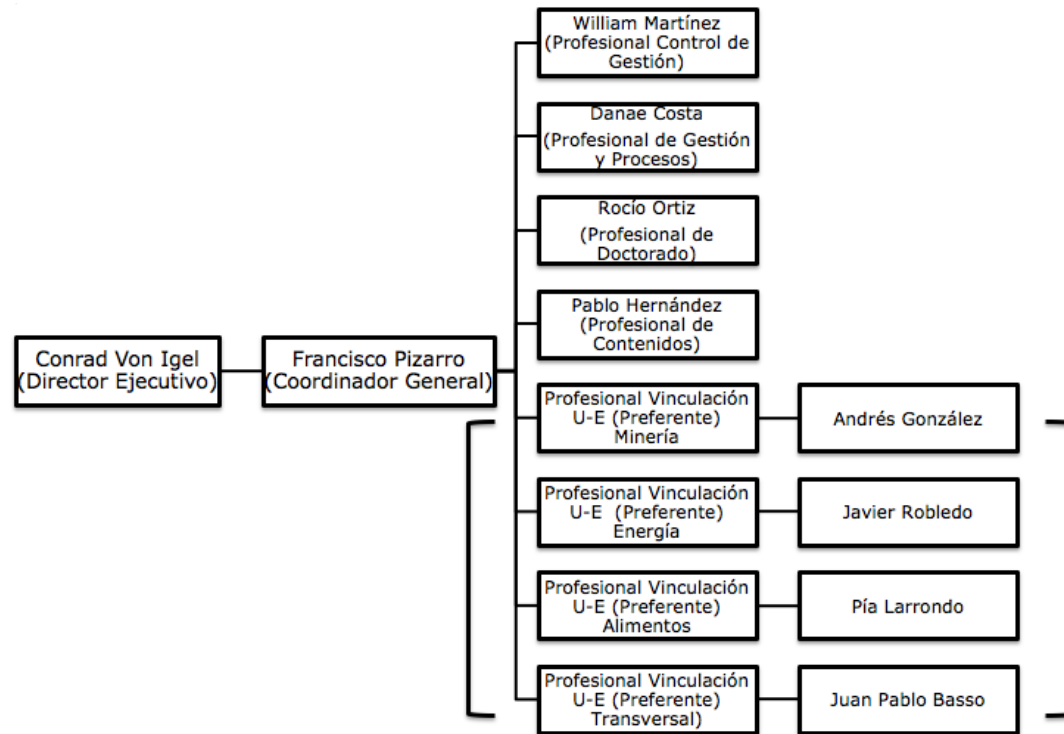 William Martínez
(Profesional Control de
Gestión)
Danae Costa
(Profesional de Gestión
y Procesos)
Rocío Ortiz
(Profesional de
Doctorado)
Pablo Hernández
(Profesional de
Contenidos)
Conrad Von Igel
(Director Ejecutivo)
Francisco Pizarro
(Coordinador General)
Profesional Vinculación
U-E (Preferente)
Minería
Andrés González
Profesional Vinculación
U-E (Preferente)
Energía
Javier Robledo
Profesional Vinculación
U-E (Preferente)
Alimentos
Pía Larrondo
Profesional Vinculación
U-E (Preferente)
Transversal)
Juan Pablo Basso